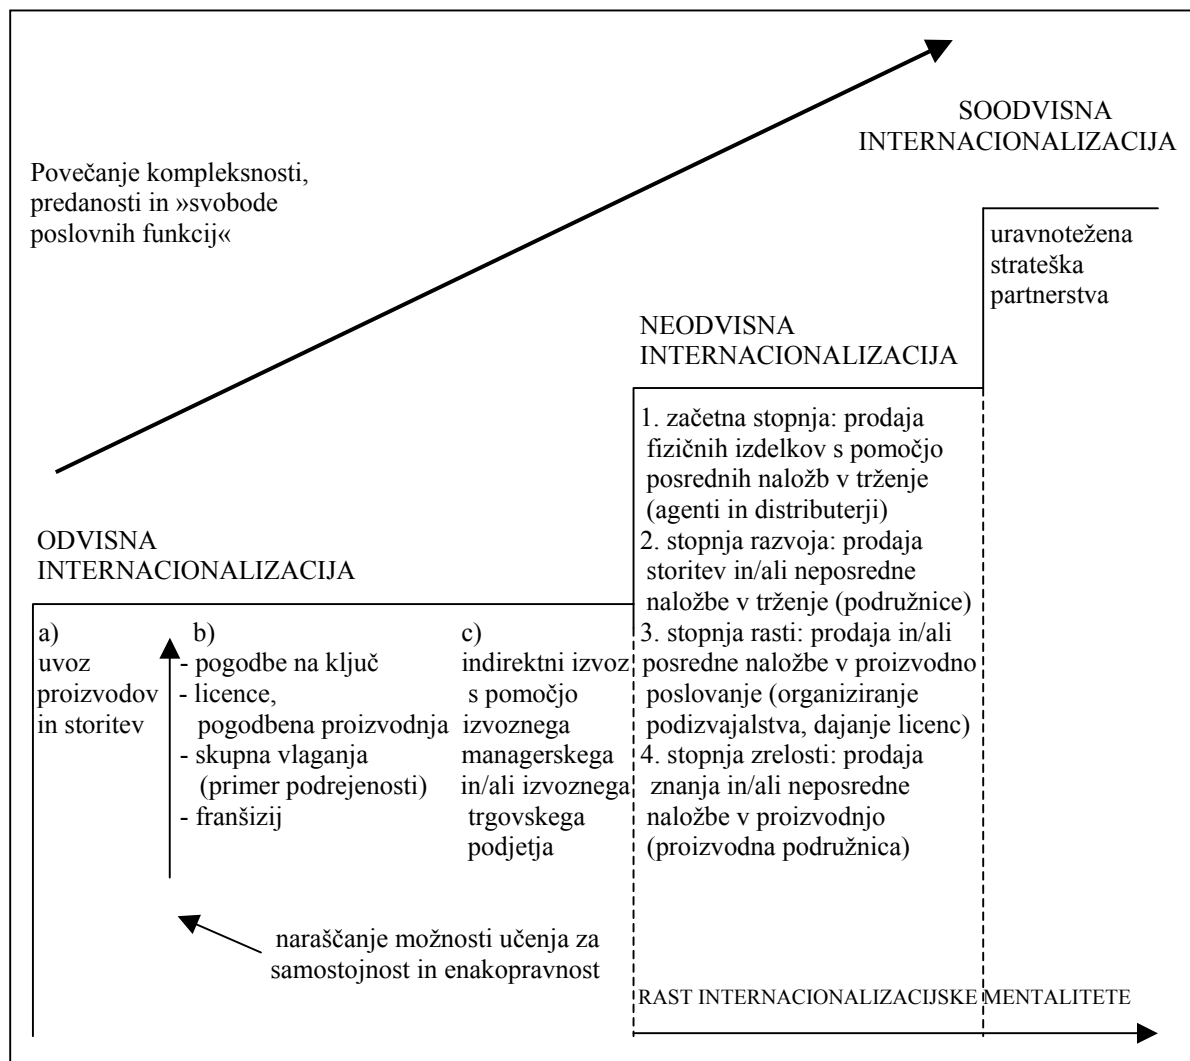 SOODVISNA
INTERNACIONALIZACIJA
Povečanje kompleksnosti,
predanosti in »svobode
poslovnih funkcij«
uravnotežena
strateška
partnerstva
NEODVISNA
INTERNACIONALIZACIJA
1. začetna stopnja: prodaja
fizičnih izdelkov s pomočjo
posrednih naložb v trženje
(agenti in distributerji)
2. stopnja razvoja: prodaja
storitev in/ali neposredne
naložbe v trženje (podružnice)
3. stopnja rasti: prodaja in/ali
posredne naložbe v proizvodno
poslovanje (organiziranje
podizvajalstva, dajanje licenc)
4. stopnja zrelosti: prodaja
znanja in/ali neposredne
naložbe v proizvodnjo
(proizvodna podružnica)
ODVISNA
INTERNACIONALIZACIJA
a)
uvoz
proizvodov
in storitev
b)
- pogodbe na ključ
- licence,
pogodbena proizvodnja
- skupna vlaganja
(primer podrejenosti)
- franšizij
c)
indirektni izvoz
s pomočjo
izvoznega
managerskega
in/ali izvoznega
trgovskega
podjetja
naraščanje možnosti učenja za
samostojnost in enakopravnost
RAST INTERNACIONALIZACIJSKE MENTALITETE